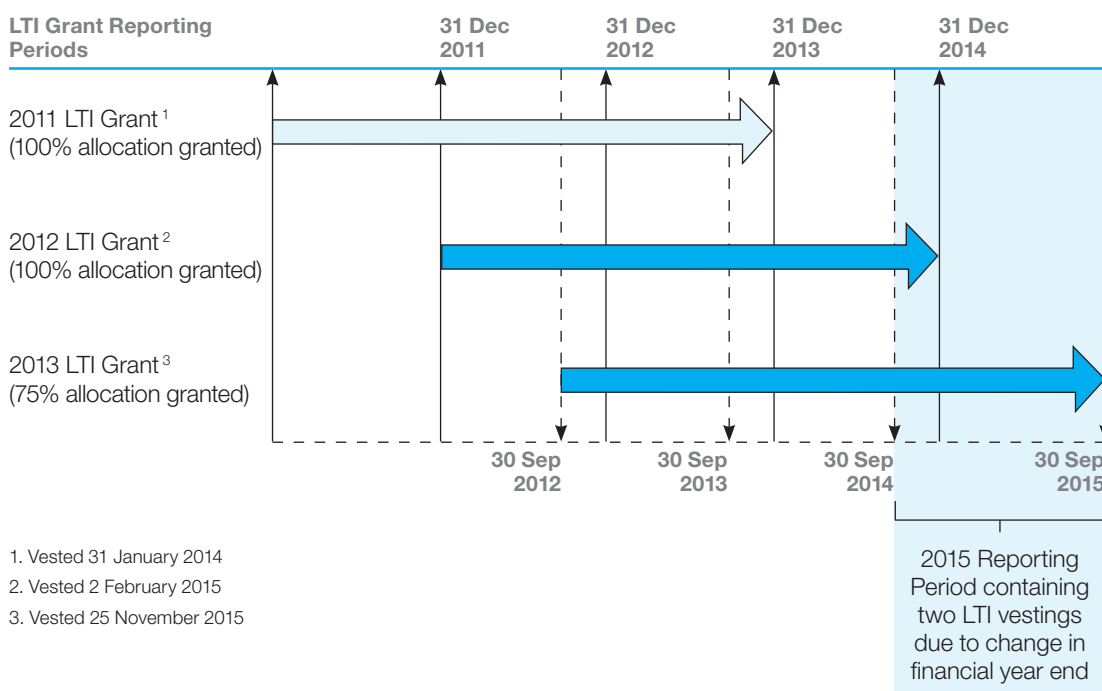 LTI Grant Reporting
Periods
31 Dec
2011
31 Dec
2012
31 Dec
2013
31 Dec
2014
2011 LTI Grant 1
(100% allocation granted)
2012 LTI Grant 2
(100% allocation granted)
2013 LTI Grant 3
(75% allocation granted)
30 Sep
2012
30 Sep
2013
30 Sep
2014
30 Sep
2015
1. Vested 31 January 2014
2. Vested 2 February 2015
3. Vested 25 November 2015
2015 Reporting
Period containing
two LTI vestings
due to change in
financial year end